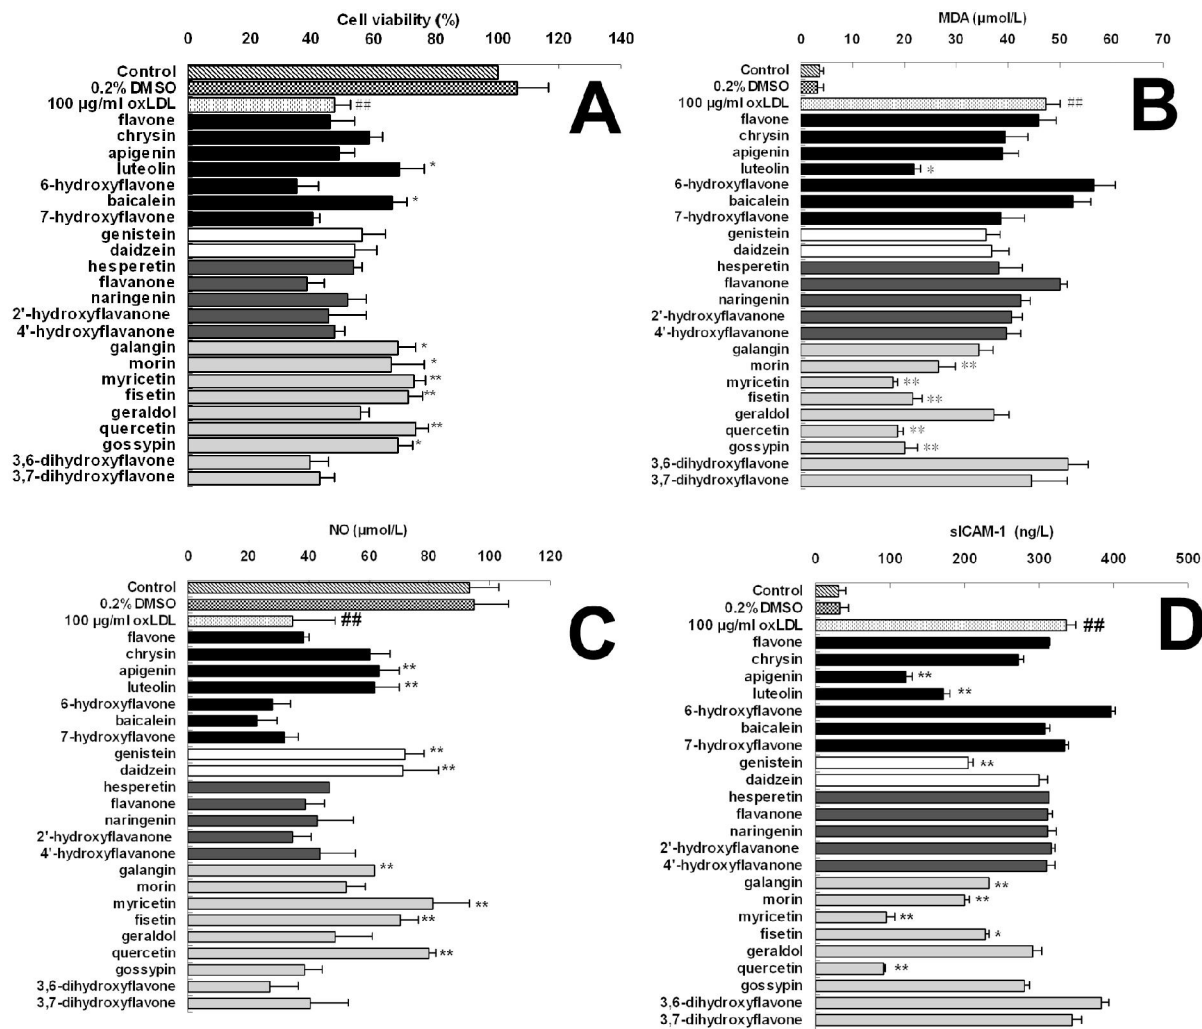 Cell viability (%)
0 20 40 60 80 100 120 140
Control
0.2% DMSO
100 µg/ml oxLDL ##
flavone
chrysin
apigenin
luteolin *
6-hydroxyflavone
baicalein *
7-hydroxyflavone
genistein
daidzein
hesperetin
flavanone
naringenin
2'-hydroxyflavanone
4'-hydroxyflavanone
galangin *
morin *
myricetin **
fisetin **
geraldol
quercetin **
gossypin *
3,6-dihydroxyflavone
3,7-dihydroxyflavone
A
MDA (µmol/L)
0 10 20 30 40 50 60 70
Control
0.2% DMSO
100 µg/ml oxLDL ##
flavone
chrysin
apigenin
luteolin *
6-hydroxyflavone
baicalein
7-hydroxyflavone
genistein
daidzein
hesperetin
flavanone
naringenin
2'-hydroxyflavanone
4'-hydroxyflavanone
galangin
morin **
myricetin **
fisetin **
geraldol
quercetin **
gossypin **
3,6-dihydroxyflavone
3,7-dihydroxyflavone
B
NO (µmol/L)
0 20 40 60 80 100 120
Control
0.2% DMSO
100 µg/ml oxLDL ##
flavone
chrysin
apigenin **
luteolin **
6-hydroxyflavone
baicalein
7-hydroxyflavone
genistein **
daidzein **
hesperetin
flavanone
naringenin
2'-hydroxyflavanone
4'-hydroxyflavanone
galangin **
morin
myricetin **
fisetin **
geraldol
quercetin **
gossypin
3,6-dihydroxyflavone
3,7-dihydroxyflavone
C
sICAM-1 (ng/L)
0 100 200 300 400 500
Control
0.2% DMSO
100 µg/ml oxLDL ##
flavone
chrysin
apigenin **
luteolin **
6-hydroxyflavone
baicalein
7-hydroxyflavone
genistein **
daidzein
hesperetin
flavanone
naringenin
2'-hydroxyflavanone
4'-hydroxyflavanone
galangin **
morin **
myricetin **
fisetin *
geraldol
quercetin **
gossypin
3,6-dihydroxyflavone
3,7-dihydroxyflavone
D